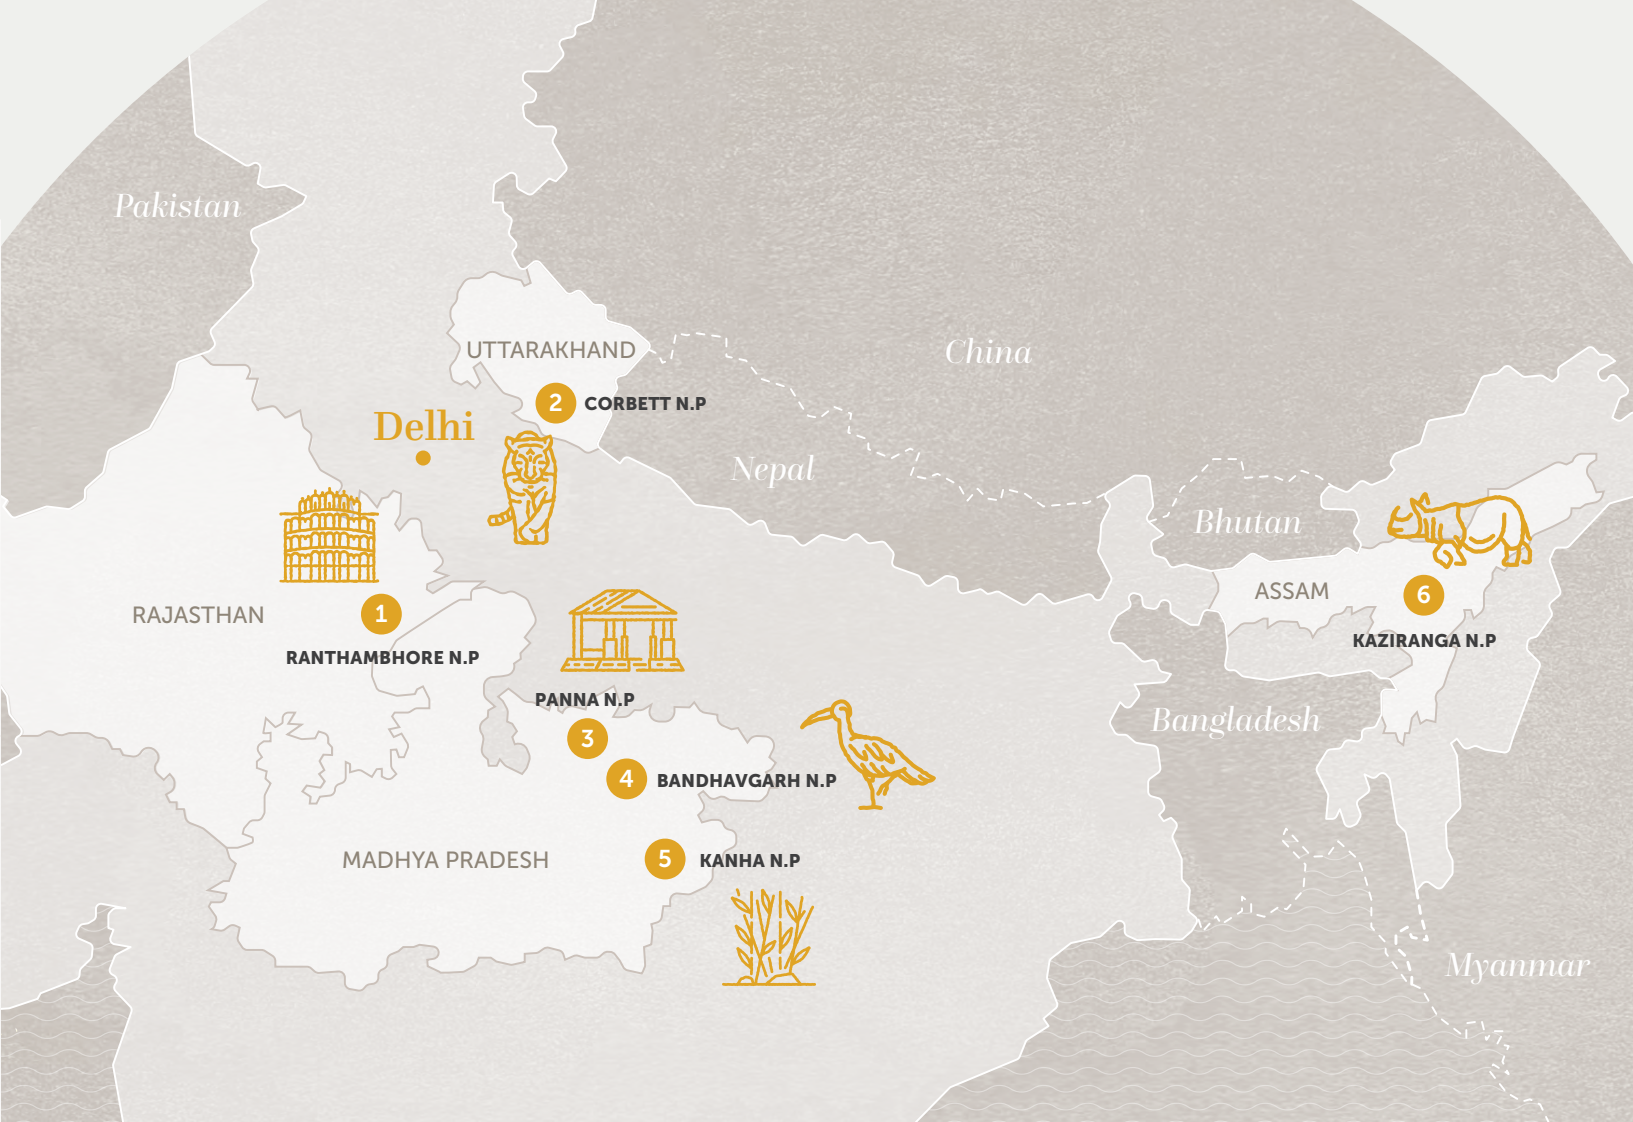 Pakistan
UTTARAKHAND
China
2 CORBETT N.P
Delhi
Nepal
Bhutan
ASSAM
6
KAZIRANGA N.P
RAJASTHAN
1
RANTHAMBHORE N.P
PANNA N.P
3
Bangladesh
4 BANDHAVGARH N.P
MADHYA PRADESH
5 KANHA N.P
Myanmar